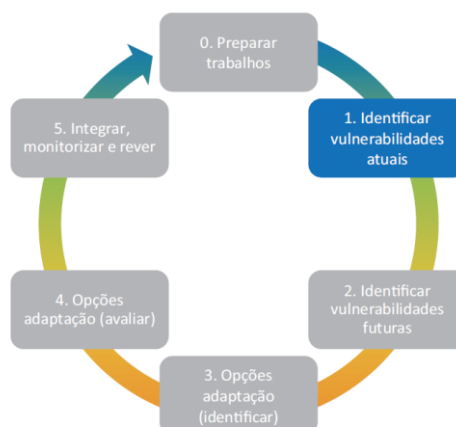 0. Preparar
trabalhos
1. Identificar
vulnerabilidades
atuais
2. Identificar
vulnerabilidades
futuras
3. Opções
adaptação
(identificar)
4. Opções
adaptação (avaliar)
5. Integrar,
monitorizar e rever